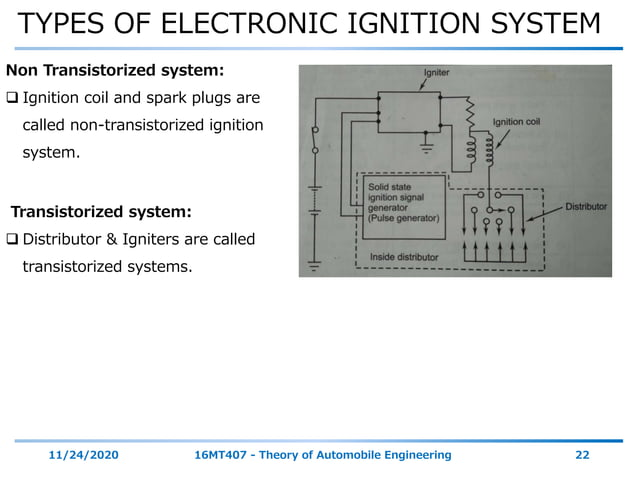 TYPES OF ELECTRONIC IGNITION SYSTEM
Non Transistorized system:
Ignition coil and spark plugs are
called non-transistorized ignition
system.
Transistorized system:
Distributor & Igniters are called
transistorized systems.
Igniter
Ignition coil
Solid state
ignition signal
generator
(Pulse generator)
Distributor
Inside distributor
11/24/2020
16MT407 - Theory of Automobile Engineering
22